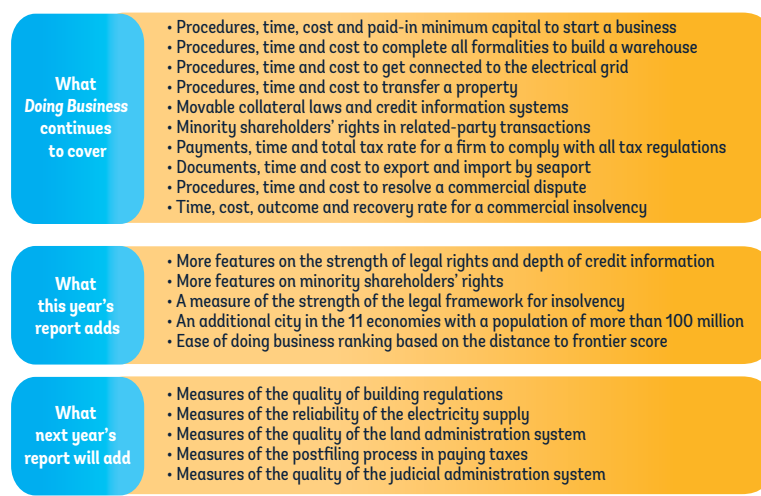 What
Doing Business
continues
to cover
• Procedures, time, cost and paid-in minimum capital to start a business
• Procedures, time and cost to complete all formalities to build a warehouse
• Procedures, time and cost to get connected to the electrical grid
• Procedures, time and cost to transfer a property
• Movable collateral laws and credit information systems
• Minority shareholders’ rights in related-party transactions
• Payments, time and total tax rate for a firm to comply with all tax regulations
• Documents, time and cost to export and import by seaport
• Procedures, time and cost to resolve a commercial dispute
• Time, cost, outcome and recovery rate for a commercial insolvency
What
this year’s
report adds
• More features on the strength of legal rights and depth of credit information
• More features on minority shareholders’ rights
• A measure of the strength of the legal framework for insolvency
• An additional city in the 11 economies with a population of more than 100 million
• Ease of doing business ranking based on the distance to frontier score
What
next year’s
report will add
• Measures of the quality of building regulations
• Measures of the reliability of the electricity supply
• Measures of the quality of the land administration system
• Measures of the postfiling process in paying taxes
• Measures of the quality of the judicial administration system